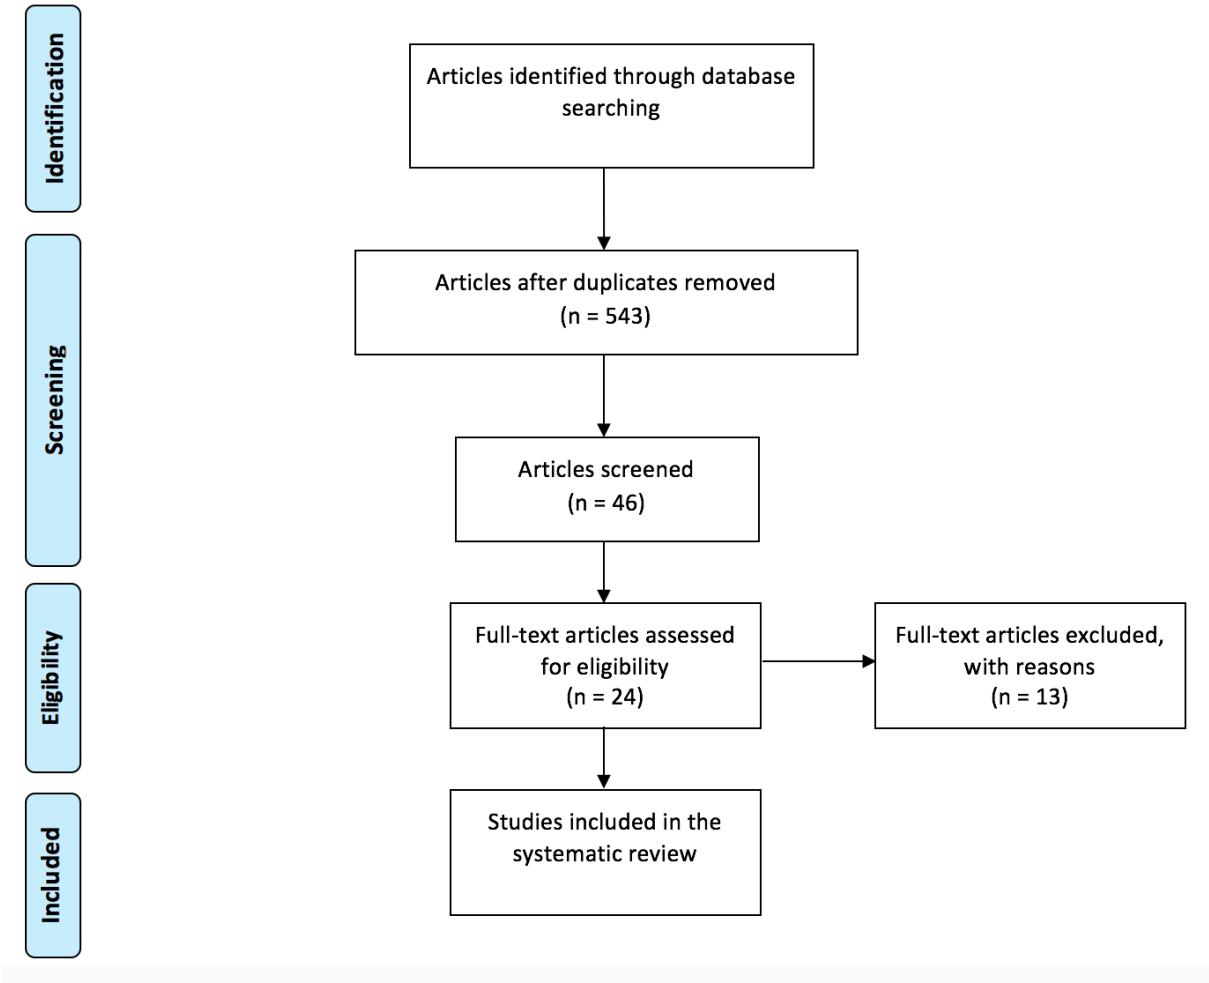 Identification
Articles identified through database
searching
Screening
Articles after duplicates removed
(n = 543)
Articles screened
(n = 46)
Eligibility
Full-text articles assessed
for eligibility
(n = 24)
Full-text articles excluded,
with reasons
(n = 13)
Included
Studies included in the
systematic review